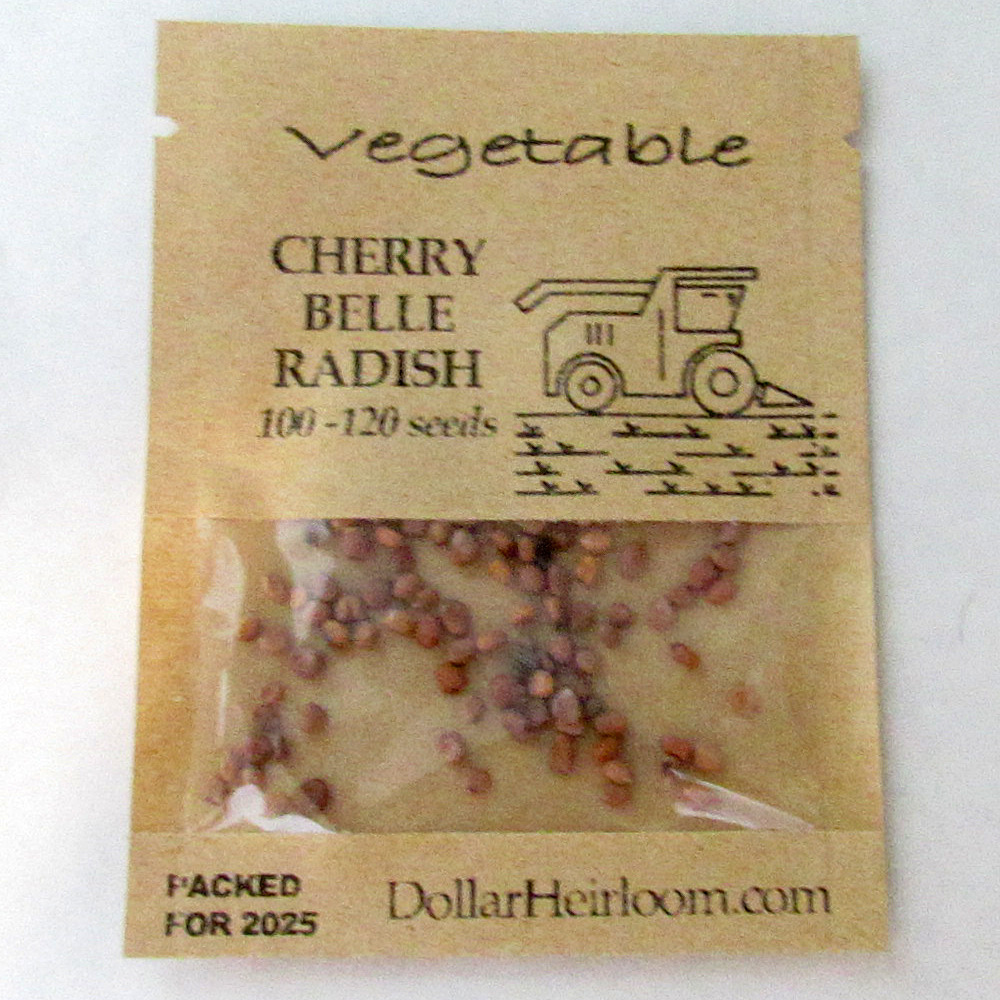 Vegetable
CHERRY
BELLE
RADISH
100 -120 seeds
PACKED
FOR 2025
DollarHeirloom.com